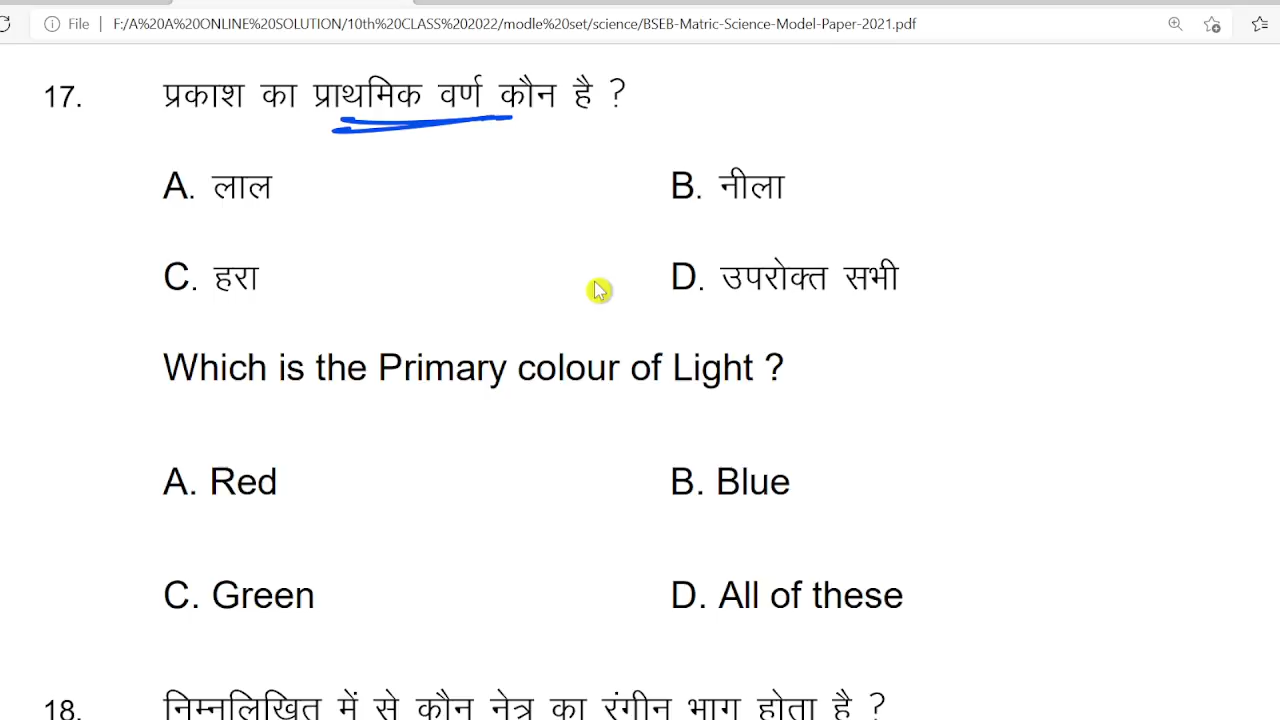 File F:/A%20A%20ONLINE%20SOLUTION/10th%20CLASS%202022/modle%20set/science/BSEB-Matric-Science-Model-Paper-2021.pdf
17. प्रकाश का प्राथमिक वर्ण कौन है ?
A. लाल B. नीला
C. हरा D. उपरोक्त सभी
Which is the Primary colour of Light ?
A. Red B. Blue
C. Green D. All of these
18. निम्नलिखित में से कौन नेत्र का रंगीन भाग होता है ?